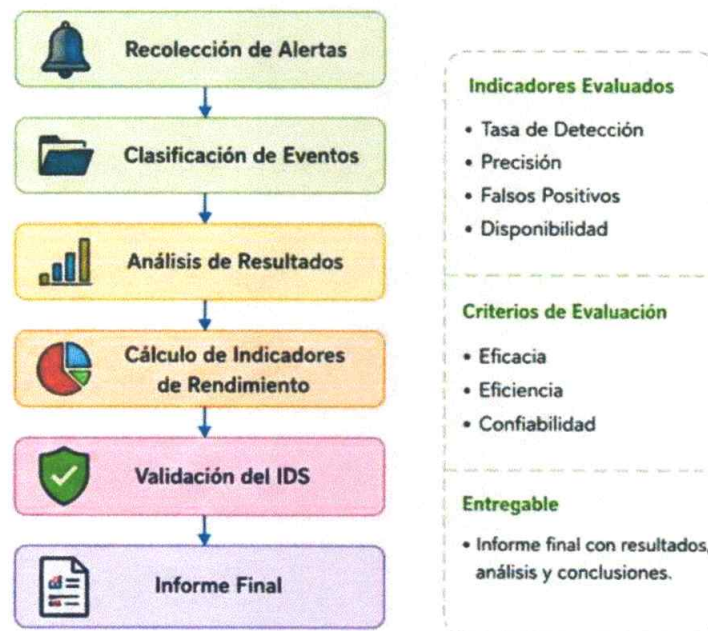 Recolección de Alertas
Clasificación de Eventos
Análisis de Resultados
Cálculo de Indicadores
de Rendimiento
Validación del IDS
Informe Final
Indicadores Evaluados
• Tasa de Detección
• Precisión
• Falsos Positivos
• Disponibilidad
Criterios de Evaluación
• Eficacia
• Eficiencia
• Confiabilidad
Entregable
• Informe final con resultados,
análisis y conclusiones.